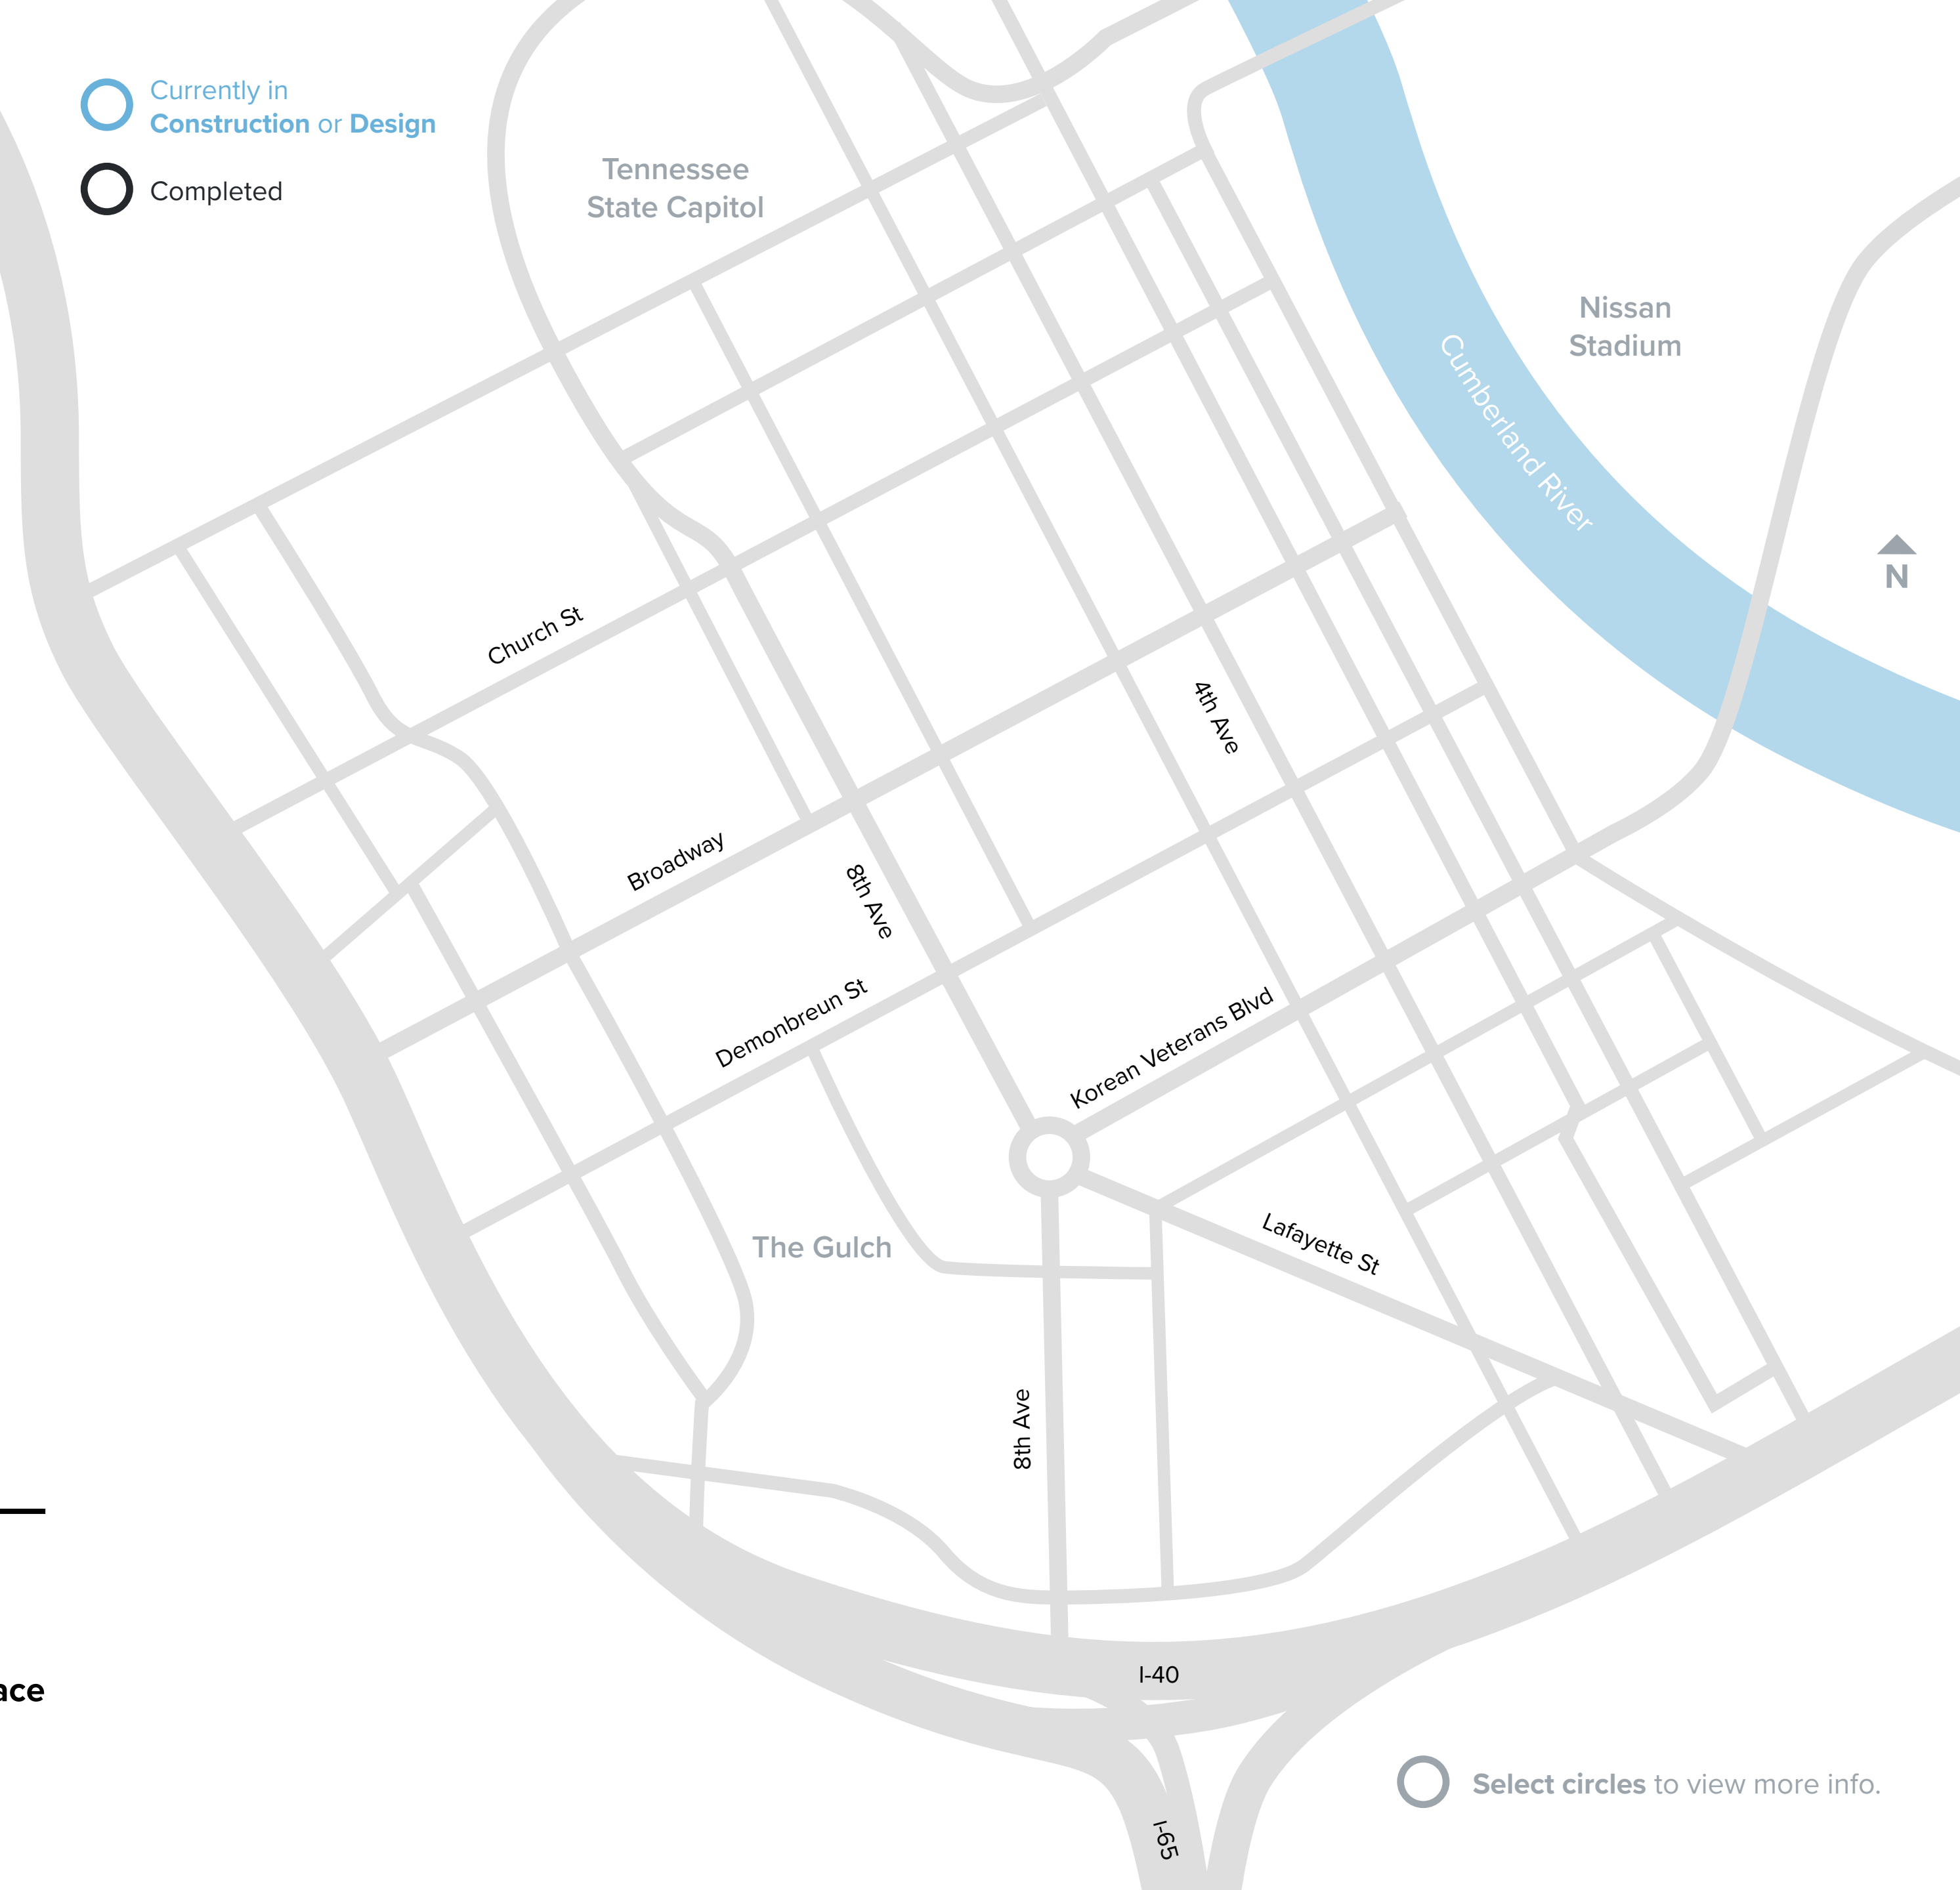 Currently in
Construction or Design
Completed
Tennessee
State Capitol
Nissan
Stadium
Cumberland River
N
Church St
4th Ave
Broadway
8th Ave
Demonbreun St
Korean Veterans Blvd
The Gulch
Lafayette St
8th Ave
I-40
ace
Select circles to view more info.
I-65